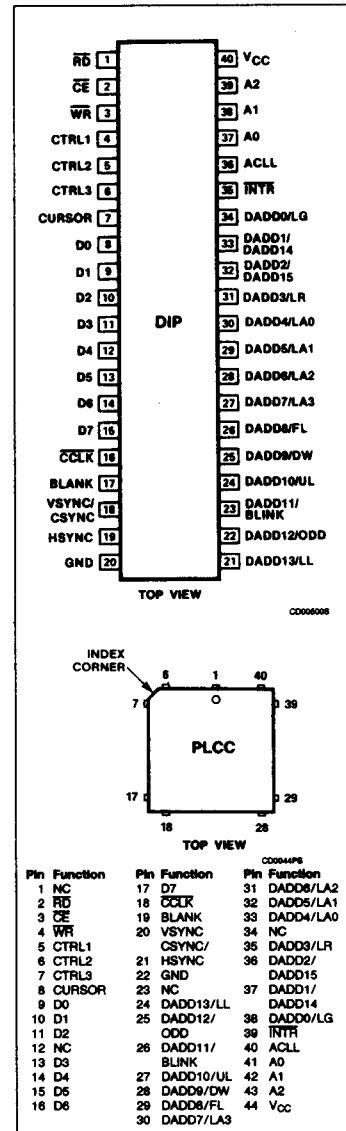 RD 1 40 VCC
CE 2 39 A2
WR 3 38 A1
CTRL1 4 37 A0
CTRL2 5 36 ACLL
CTRL3 6 35 INTR
CURSOR 7 34 DADD0/LG
D0 8 33 DADD1/
DADD14
D1 9 32 DADD2/
DADD15
D2 10 31 DADD3/LR
D3 11 DIP 30 DADD4/LA0
D4 12 29 DADD5/LA1
D5 13 28 DADD6/LA2
D6 14 27 DADD7/LA3
D7 15 26 DADD8/FL
CCLK 16 25 DADD9/DW
BLANK 17 24 DADD10/UL
VSYNC/
CSYNC 18 23 DADD11/
BLINK
HSYNC 19 22 DADD12/ODD
GND 20 21 DADD13/LL
TOP VIEW
CD00500S
INDEX
CORNER
6 1 40
7 39
PLCC
17 29
18 28
TOP VIEW
CD0044PS
Pin Function
1 NC
2 RD
3 CE
4 WR
5 CTRL1
6 CTRL2
7 CTRL3
8 CURSOR
9 D0
10 D1
11 D2
12 NC
13 D3
14 D4
15 D5
16 D6
Pin Function
17 D7
18 CCLK
19 BLANK
20 VSYNC
CSYNC/
21 HSYNC
22 GND
23 NC
24 DADD13/LL
25 DADD12/
ODD
26 DADD11/
BLINK
27 DADD10/UL
28 DADD9/DW
29 DADD8/FL
30 DADD7/LA3
Pin Function
31 DADD6/LA2
32 DADD5/LA1
33 DADD4/LA0
34 NC
35 DADD3/LR
36 DADD2/
DADD15
37 DADD1/
DADD14
38 DADD0/LG
39 INTR
40 ACLL
41 A0
42 A1
43 A2
44 VCC